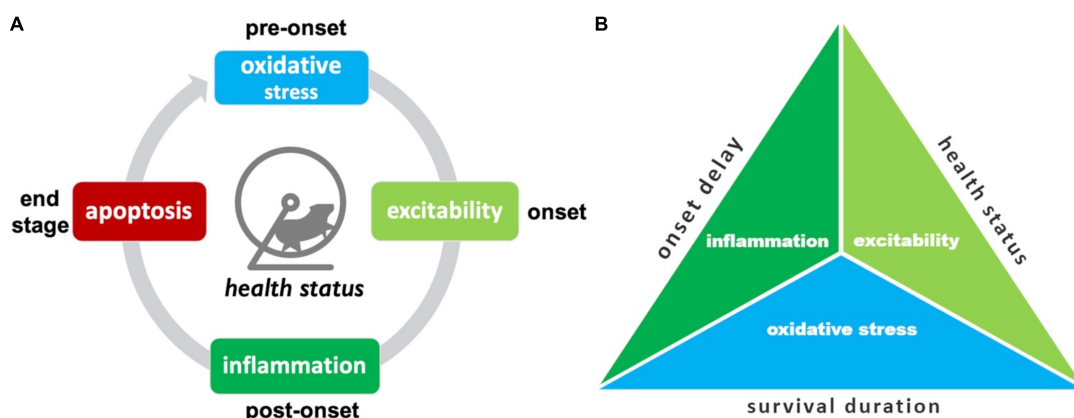 A
pre-onset
oxidative
stress
end
stage
apoptosis
excitability
onset
health status
inflammation
post-onset
B
onset delay
health status
inflammation
excitability
oxidative stress
survival duration